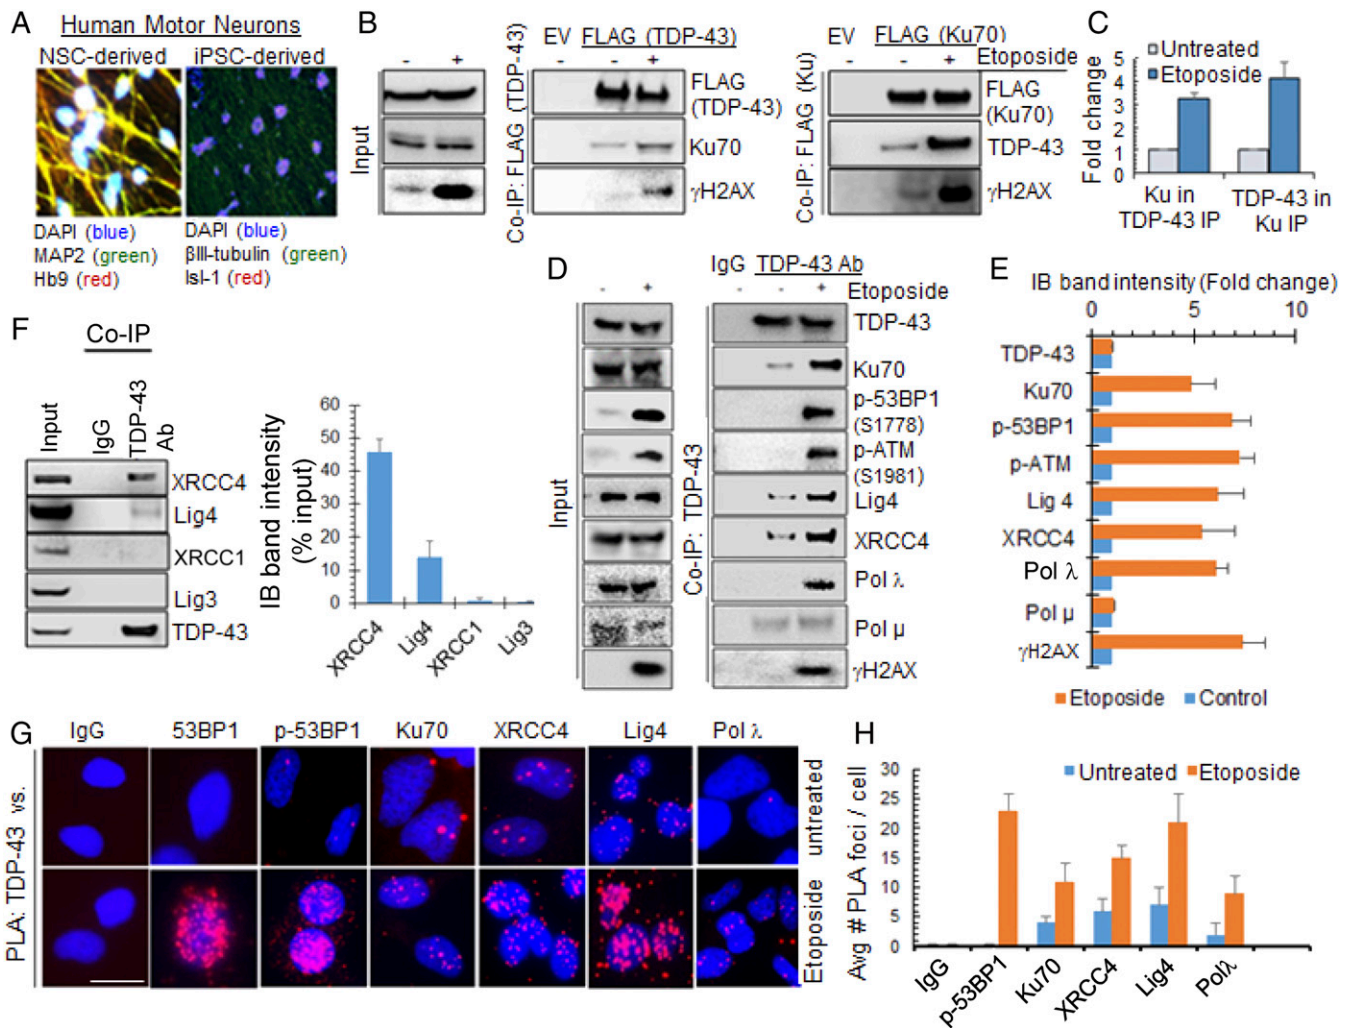 A
Human Motor Neurons
NSC-derived iPSC-derived
DAPI (blue) DAPI (blue)
MAP2 (green) βIII-tubulin (green)
Hb9 (red) Isl-1 (red)
B
EV FLAG (TDP-43)
- + - +
Input
Co-IP: FLAG (TDP-43)
FLAG
(TDP-43)
Ku70
γH2AX
EV FLAG (Ku70)
- - + Etoposide
Co-IP: FLAG (Ku)
FLAG
(Ku70)
TDP-43
γH2AX
C
Untreated
Etoposide
Fold change
5
4
3
2
1
0
Ku in TDP-43 in
TDP-43 IP Ku IP
D
IgG TDP-43 Ab
- + - - + Etoposide
Input
Co-IP: TDP-43
TDP-43
Ku70
p-53BP1
(S1778)
p-ATM
(S1981)
Lig4
XRCC4
Pol λ
Pol μ
γH2AX
E
IB band intensity (Fold change)
0 5 10
TDP-43
Ku70
p-53BP1
p-ATM
Lig 4
XRCC4
Pol λ
Pol μ
γH2AX
Etoposide Control
F
Co-IP
Input IgG TDP-43 Ab
XRCC4
Lig4
XRCC1
Lig3
TDP-43
IB band intensity
(% input)
60
50
40
30
20
10
0
XRCC4 Lig4 XRCC1 Lig3
G
IgG 53BP1 p-53BP1 Ku70 XRCC4 Lig4 Pol λ
PLA: TDP-43 vs.
untreated
Etoposide
H
Untreated Etoposide
Avg # PLA foci / cell
30
25
20
15
10
5
0
IgG p-53BP1 Ku70 XRCC4 Lig4 Polλ